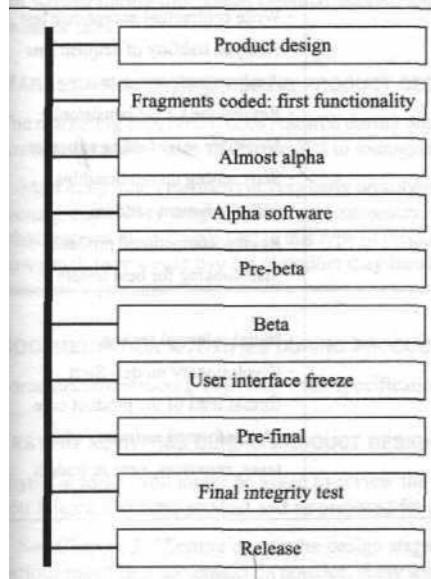 Product design
Fragments coded: first functionality
Almost alpha
Alpha software
Pre-beta
Beta
User interface freeze
Pre-final
Final integrity test
Release